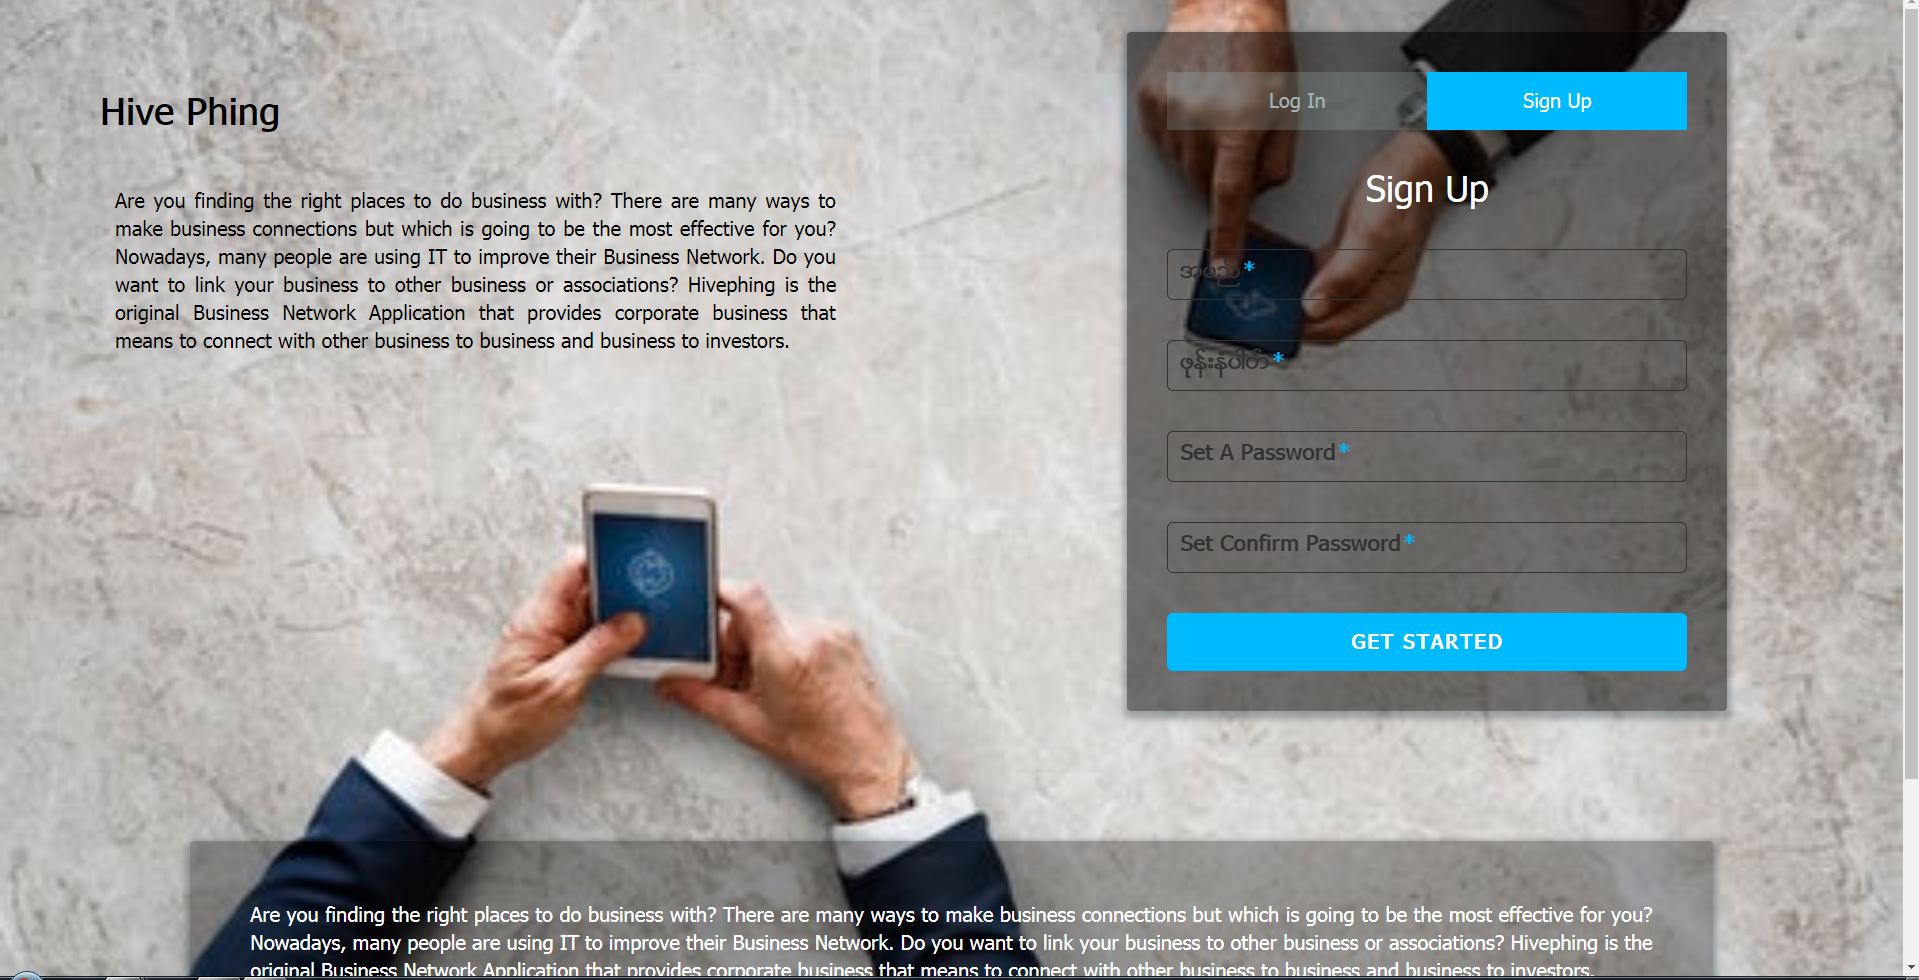 Hive Phing
Are you finding the right places to do business with? There are many ways to
make business connections but which is going to be the most effective for you?
Nowadays, many people are using IT to improve their Business Network. Do you
want to link your business to other business or associations? Hivephing is the
original Business Network Application that provides corporate business that
means to connect with other business to business and business to investors.
Log In
Sign Up
Sign Up
အမည်*
ဖုန်းနံပါတ်*
Set A Password*
Set Confirm Password*
GET STARTED
Are you finding the right places to do business with? There are many ways to make business connections but which is going to be the most effective for you?
Nowadays, many people are using IT to improve their Business Network. Do you want to link your business to other business or associations? Hivephing is the
original Business Network Application that provides corporate business that means to connect with other business to business and business to investors.